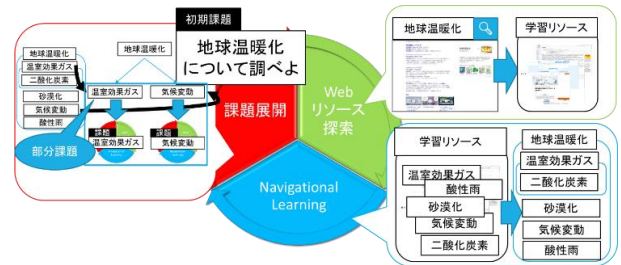 初期課題
地球温暖化
について調べよ
地球温暖化
温室効果ガス
二酸化炭素
砂漠化
気候変動
酸性雨
部分課題
地球温暖化
温室効果ガス
気候変動
課題
温室効果ガス
課題
気候変動
課題展開
Web
リソース
探索
Navigational
Learning
地球温暖化
学習リソース
学習リソース
温室効果ガス
酸性雨
砂漠化
気候変動
二酸化炭素
地球温暖化
温室効果ガス
二酸化炭素
砂漠化
気候変動
酸性雨